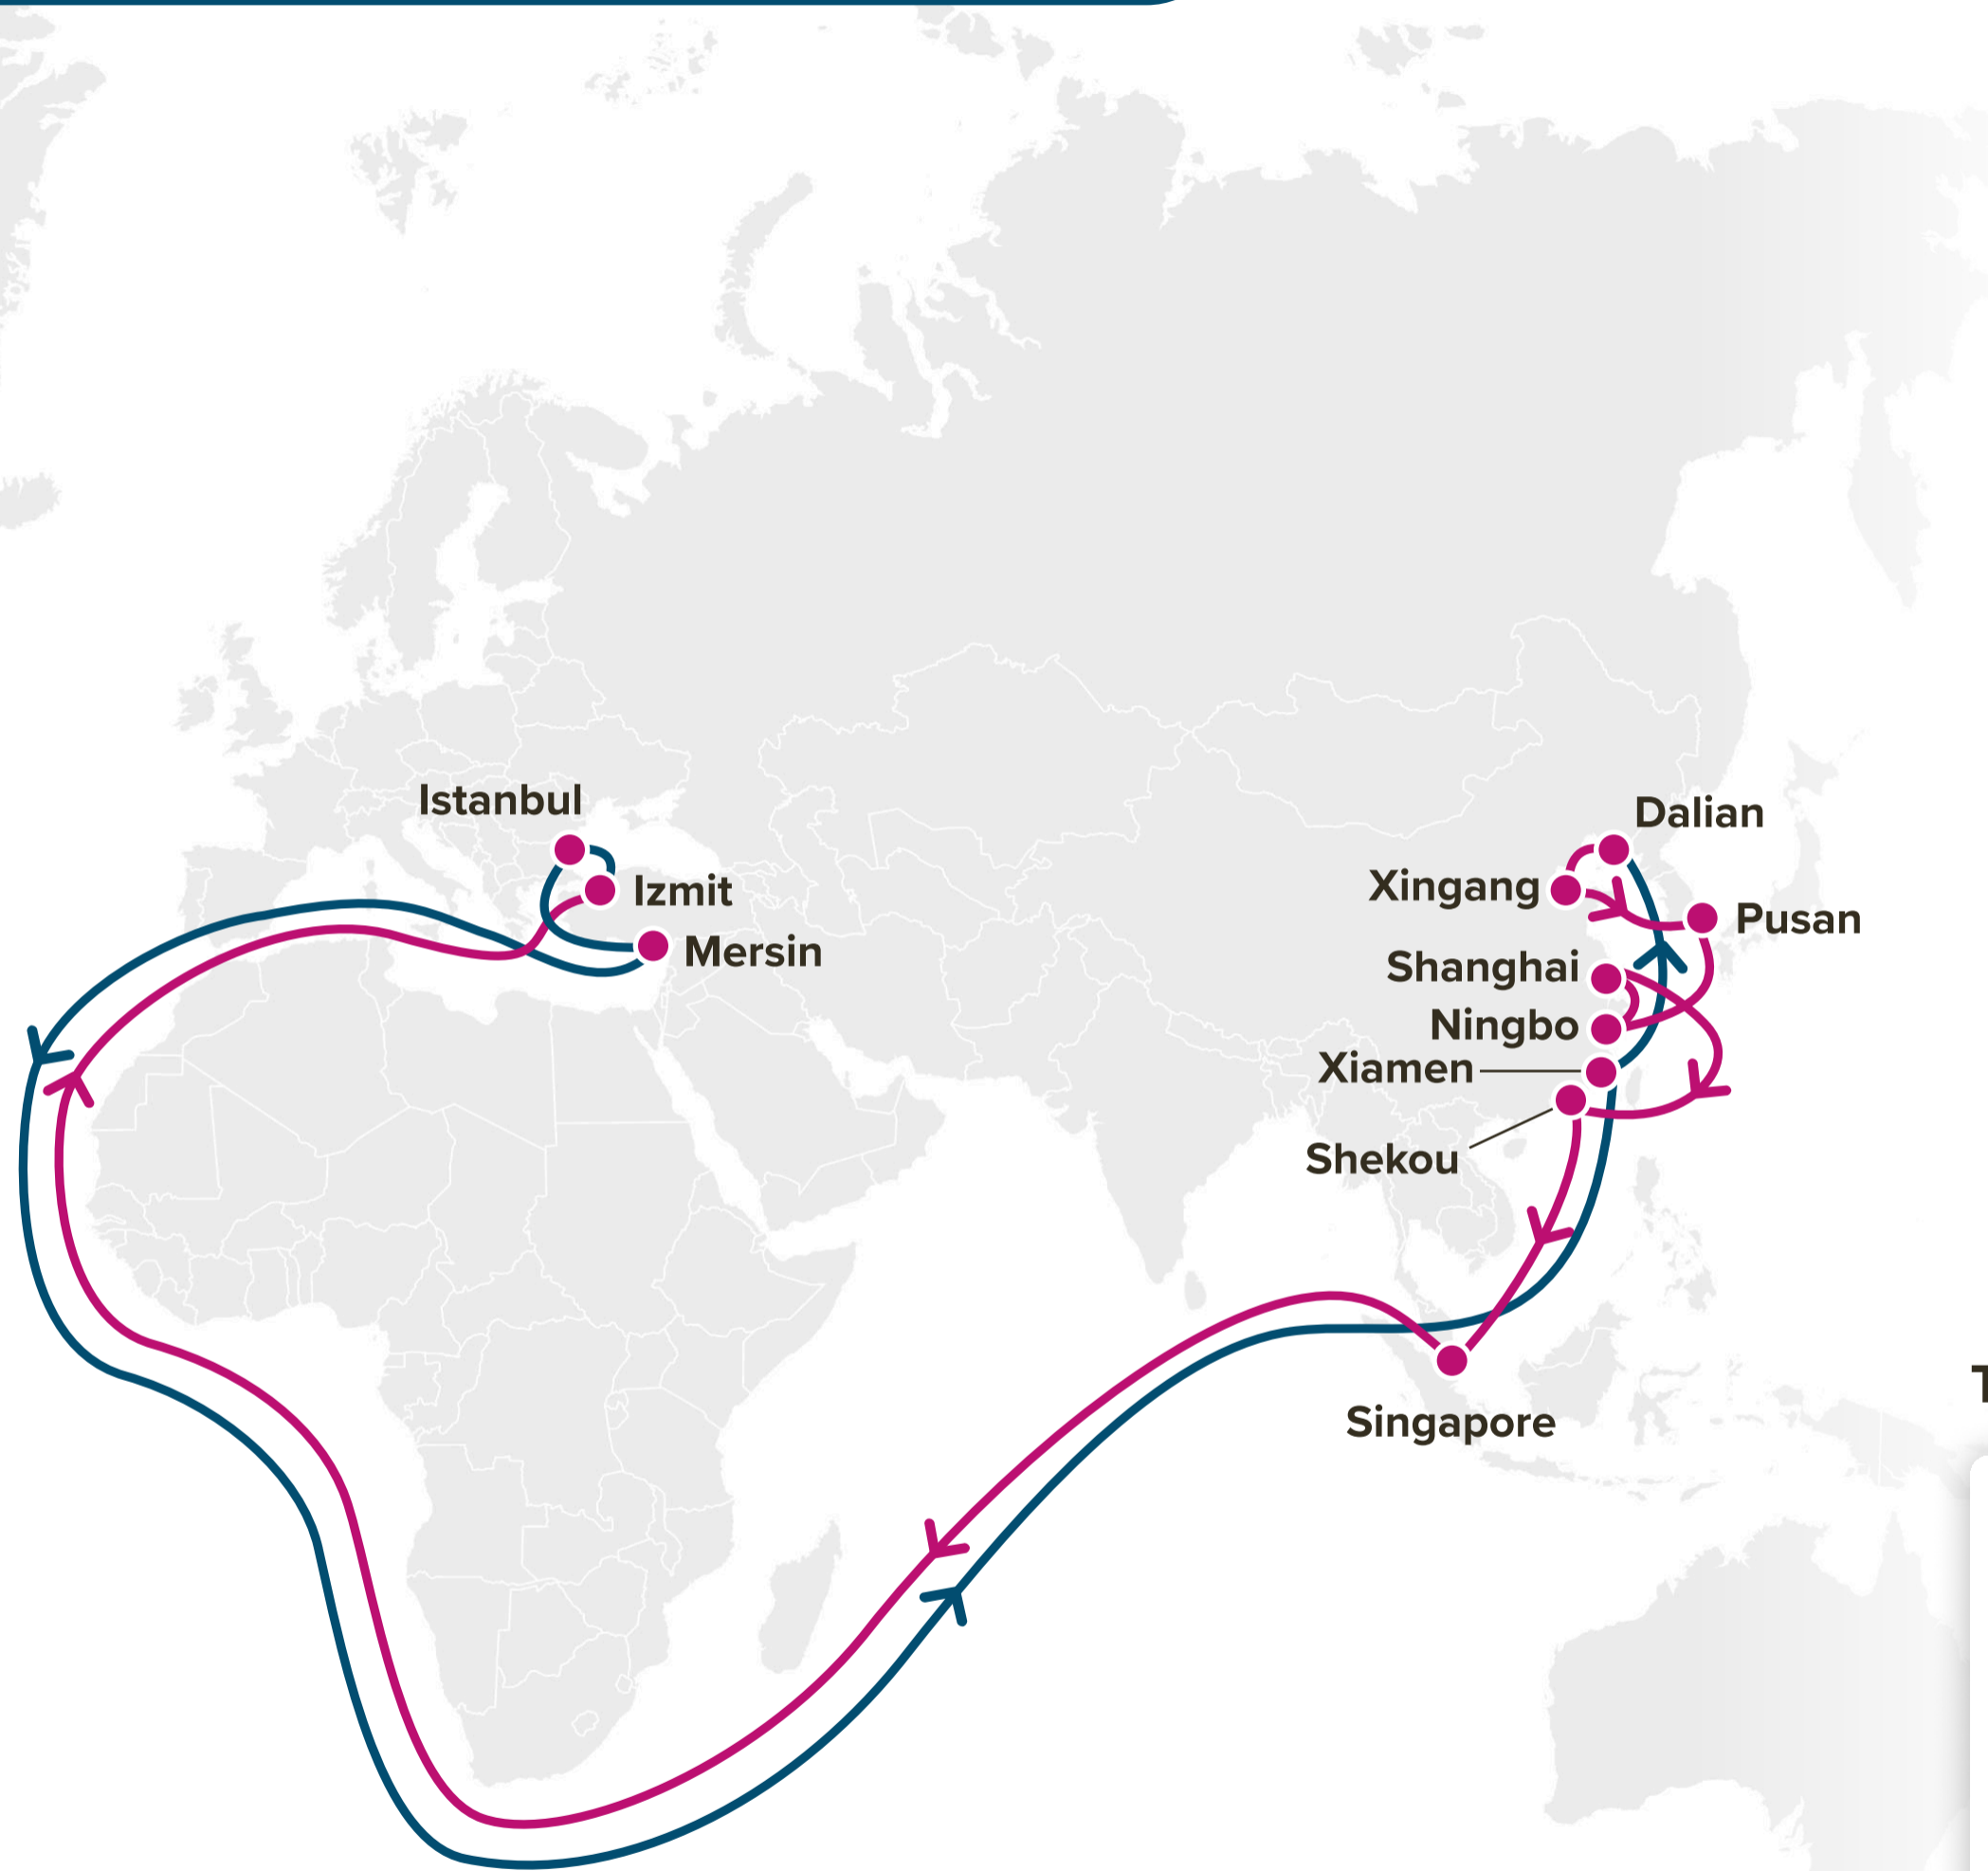 Istanbul
Izmit
Mersin
Dalian
Xingang
Pusan
Shanghai
Ningbo
Xiamen
Shekou
Singapore